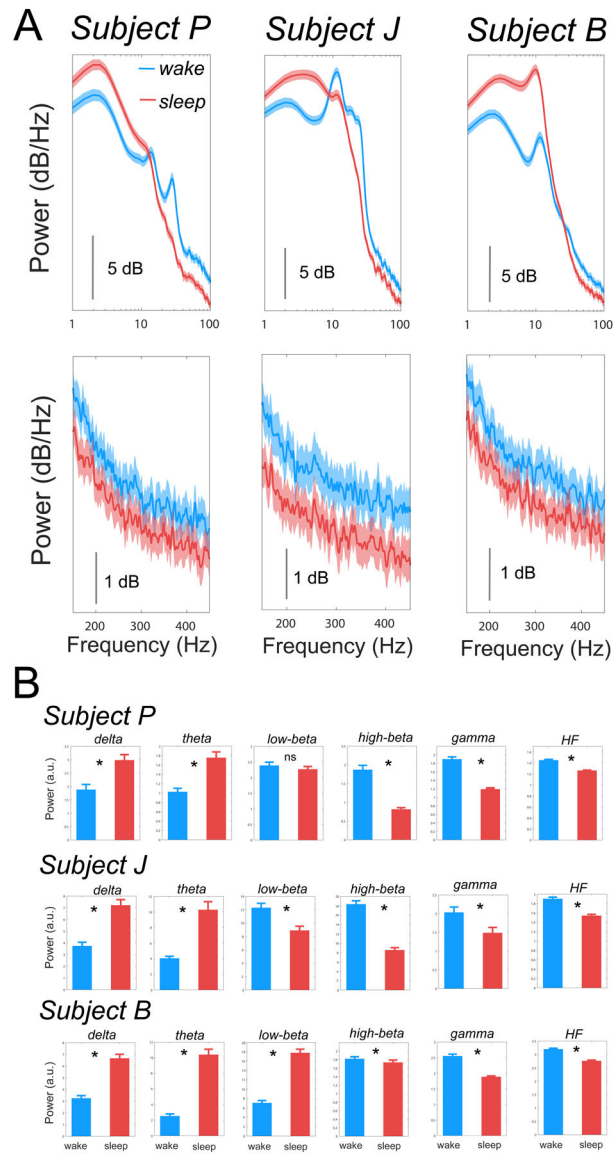 A
Subject P Subject J Subject B
wake
sleep
Power (dB/Hz)
5 dB 5 dB 5 dB
1 10 100 1 10 100 1 10 100
Power (dB/Hz)
1 dB 1 dB 1 dB
200 300 400 200 300 400 200 300 400
Frequency (Hz) Frequency (Hz) Frequency (Hz)
B
Subject P
delta theta low-beta high-beta gamma HF
* * ns * * *
Power (a.u.)
Subject J
delta theta low-beta high-beta gamma HF
* * * * * *
Power (a.u.)
Subject B
delta theta low-beta high-beta gamma HF
* * * * * *
Power (a.u.)
wake sleep wake sleep wake sleep wake sleep wake sleep wake sleep